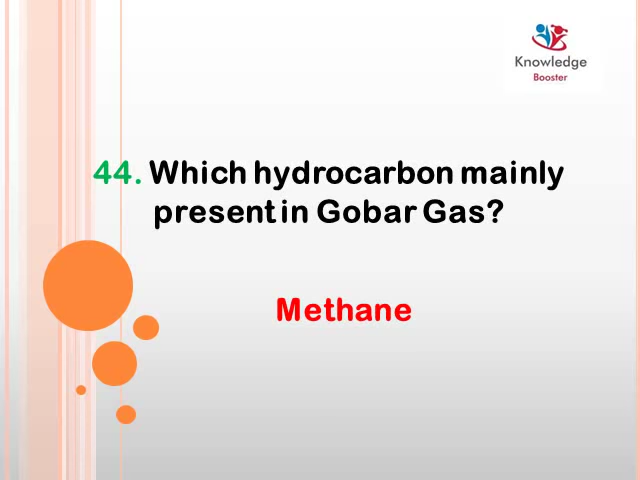 Knowledge
Booster
44. Which hydrocarbon mainly
present in Gobar Gas?
Methane